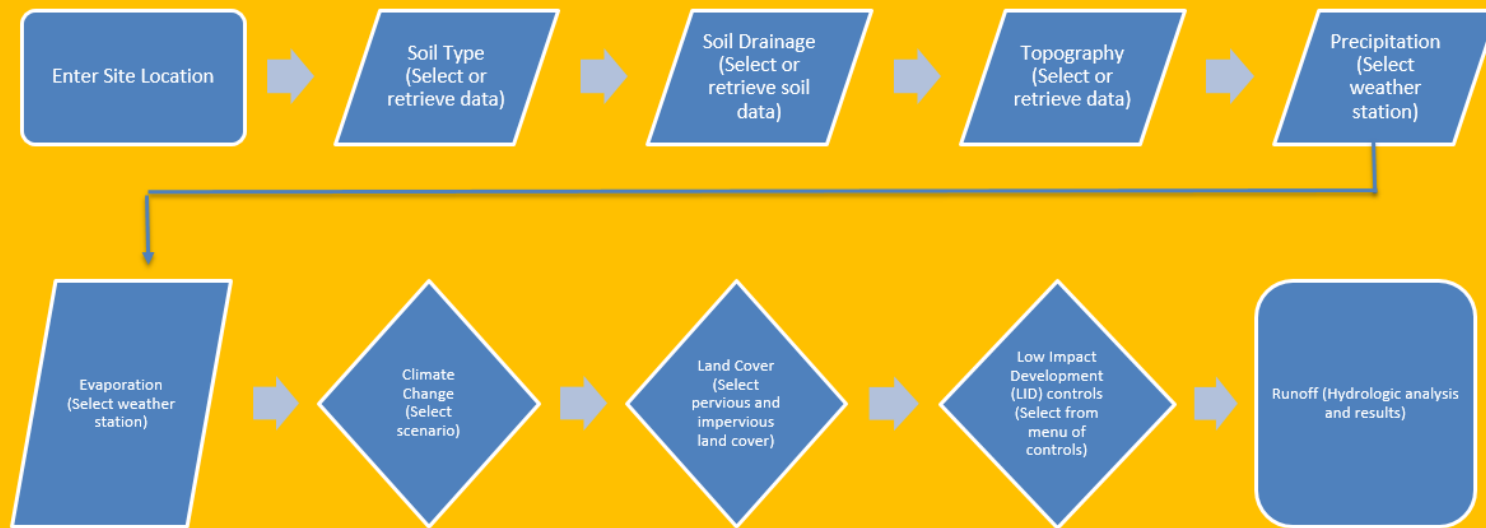 Enter Site Location
Soil Type
(Select or
retrieve data)
Soil Drainage
(Select or
retrieve soil
data)
Topography
(Select or
retrieve data)
Precipitation
(Select
weather
station)
Evaporation
(Select weather
station)
Climate
Change
(Select
scenario)
Land Cover
(Select
pervious and
impervious
land cover)
Low Impact
Development
(LID) controls
(Select from
menu of
controls)
Runoff (Hydrologic analysis
and results)